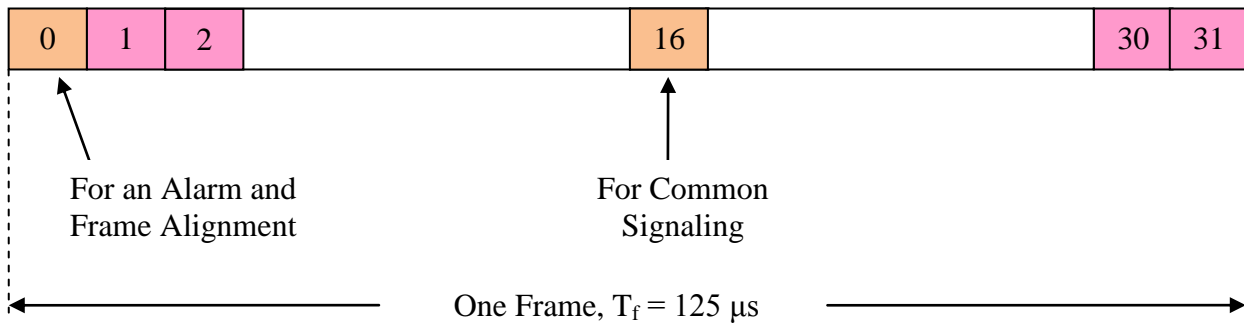 0 1 2 16 30 31
For an Alarm and
Frame Alignment
For Common
Signaling
One Frame, T_f = 125 μs